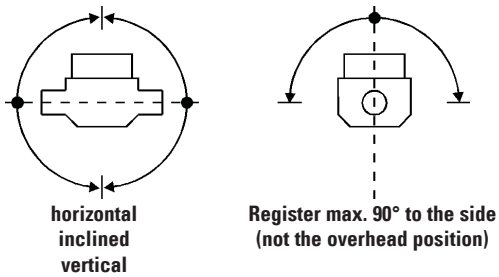 horizontal
inclined
vertical
Register max. 90° to the side
(not the overhead position)